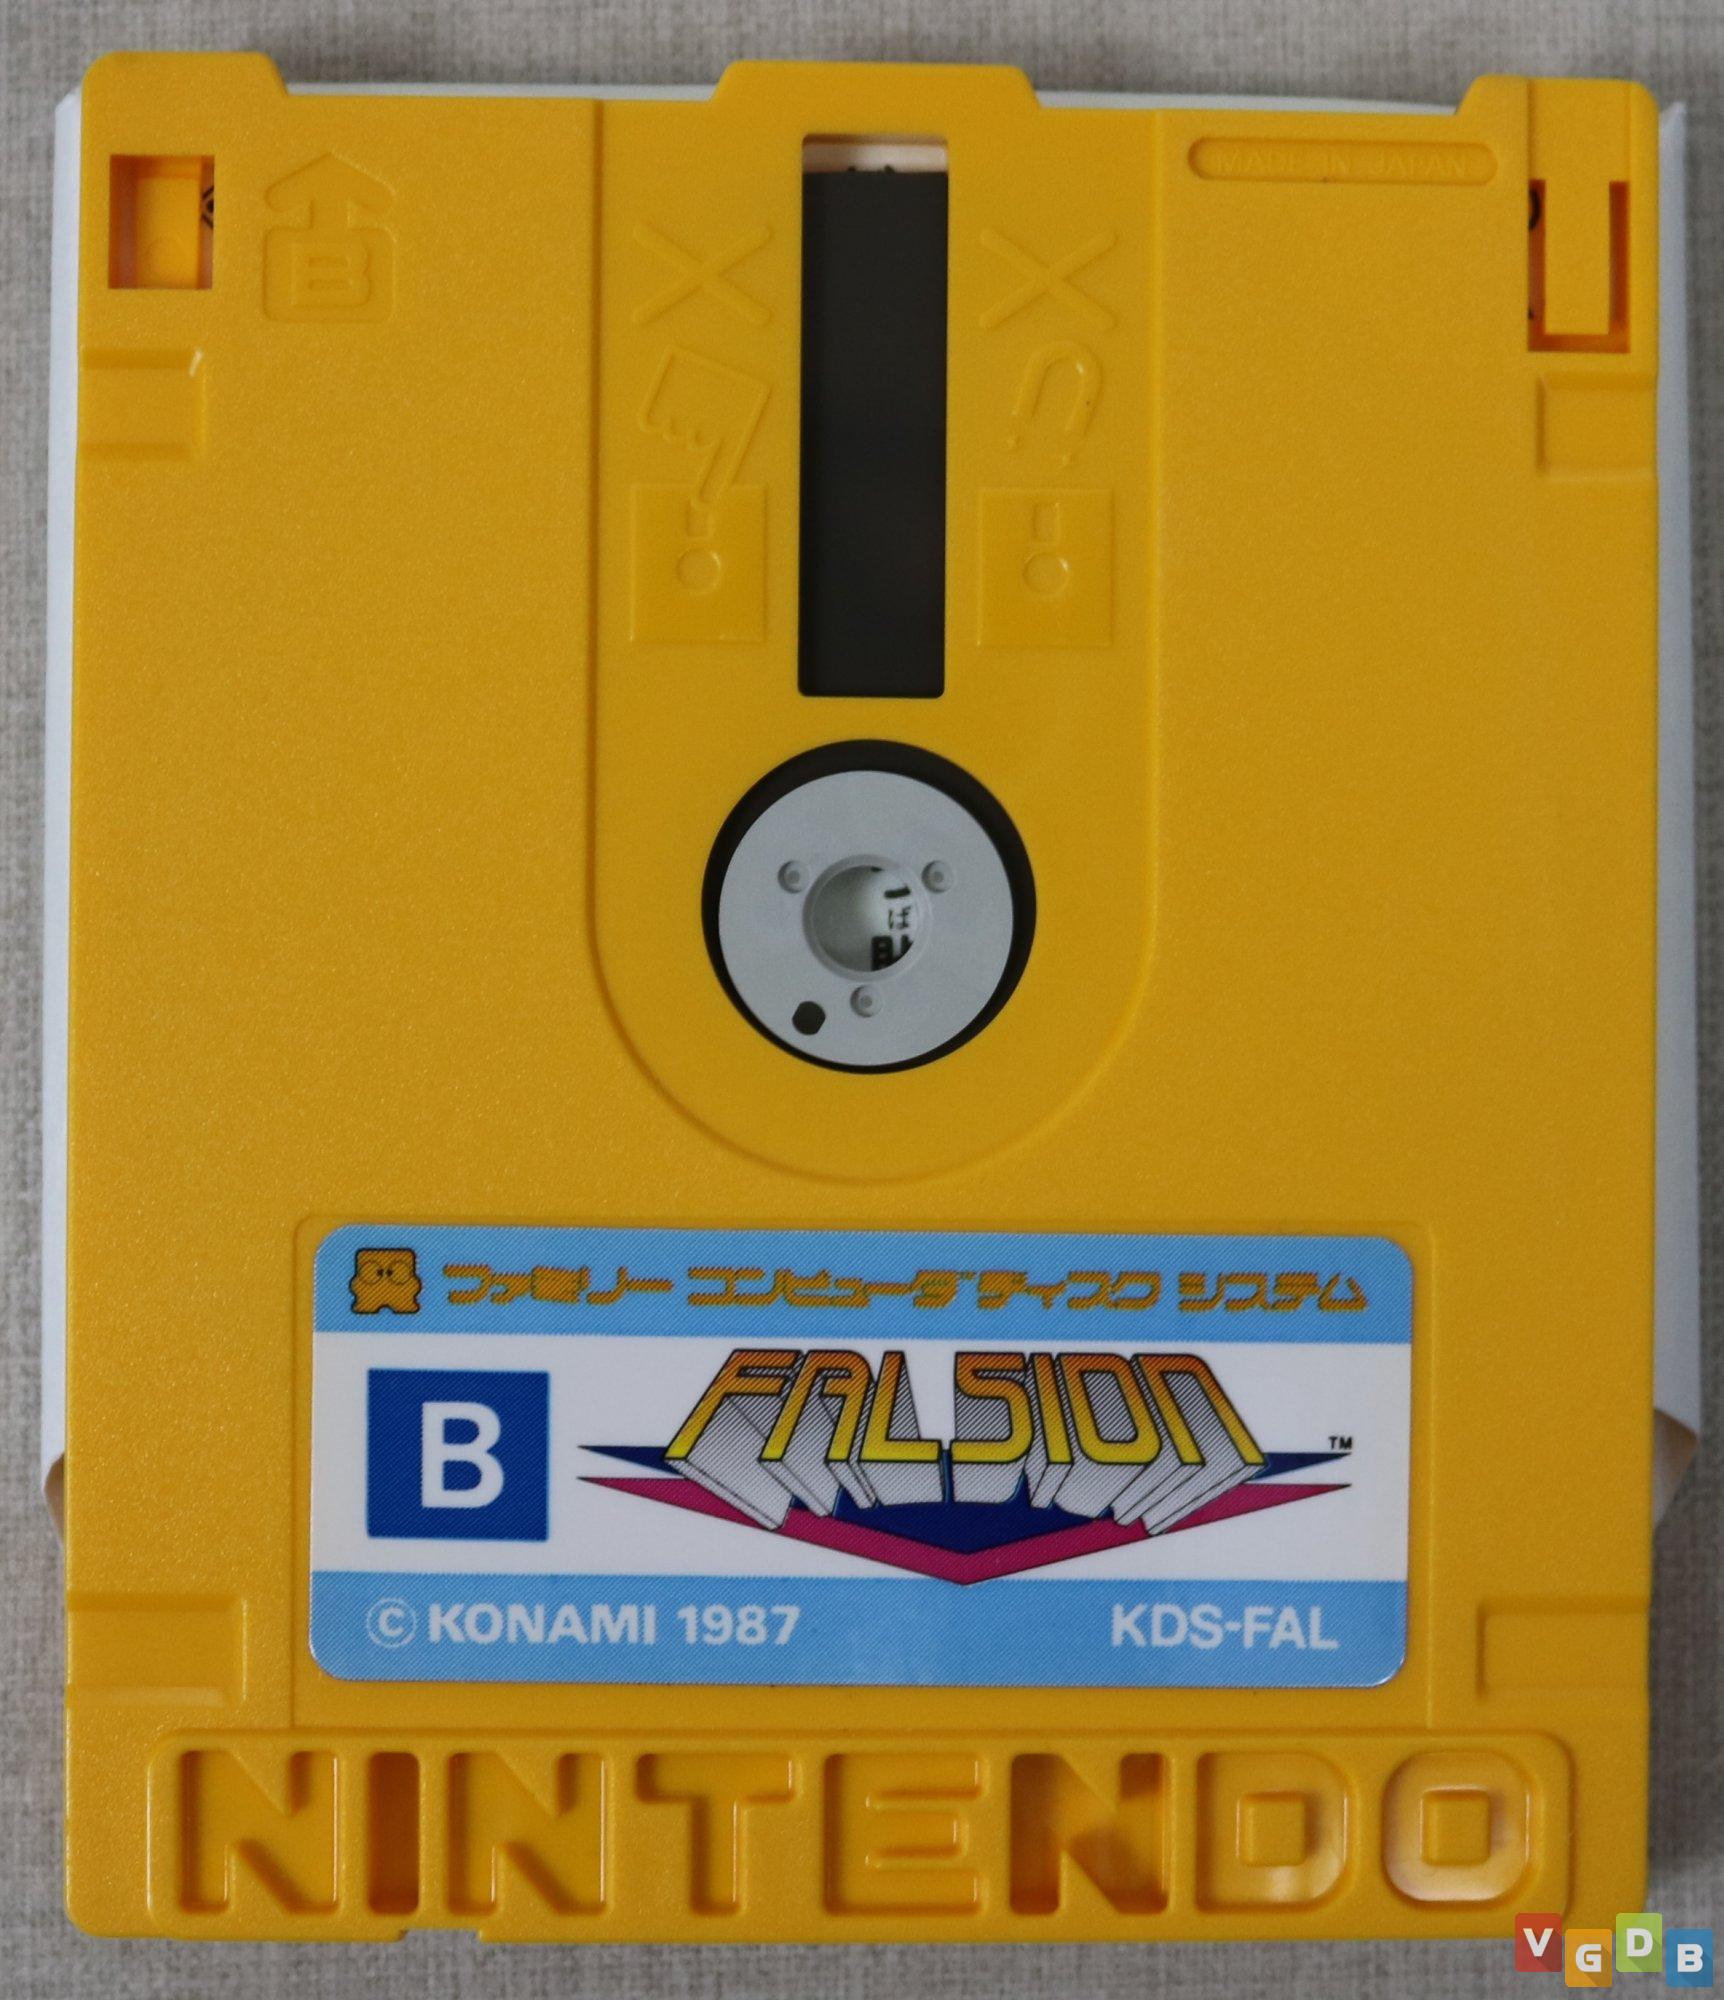 B
MADE IN JAPAN
ファミリー コンピュータ ディスク システム
B
FALSION
TM
© KONAMI 1987
KDS-FAL
NINTENDO
VGDB